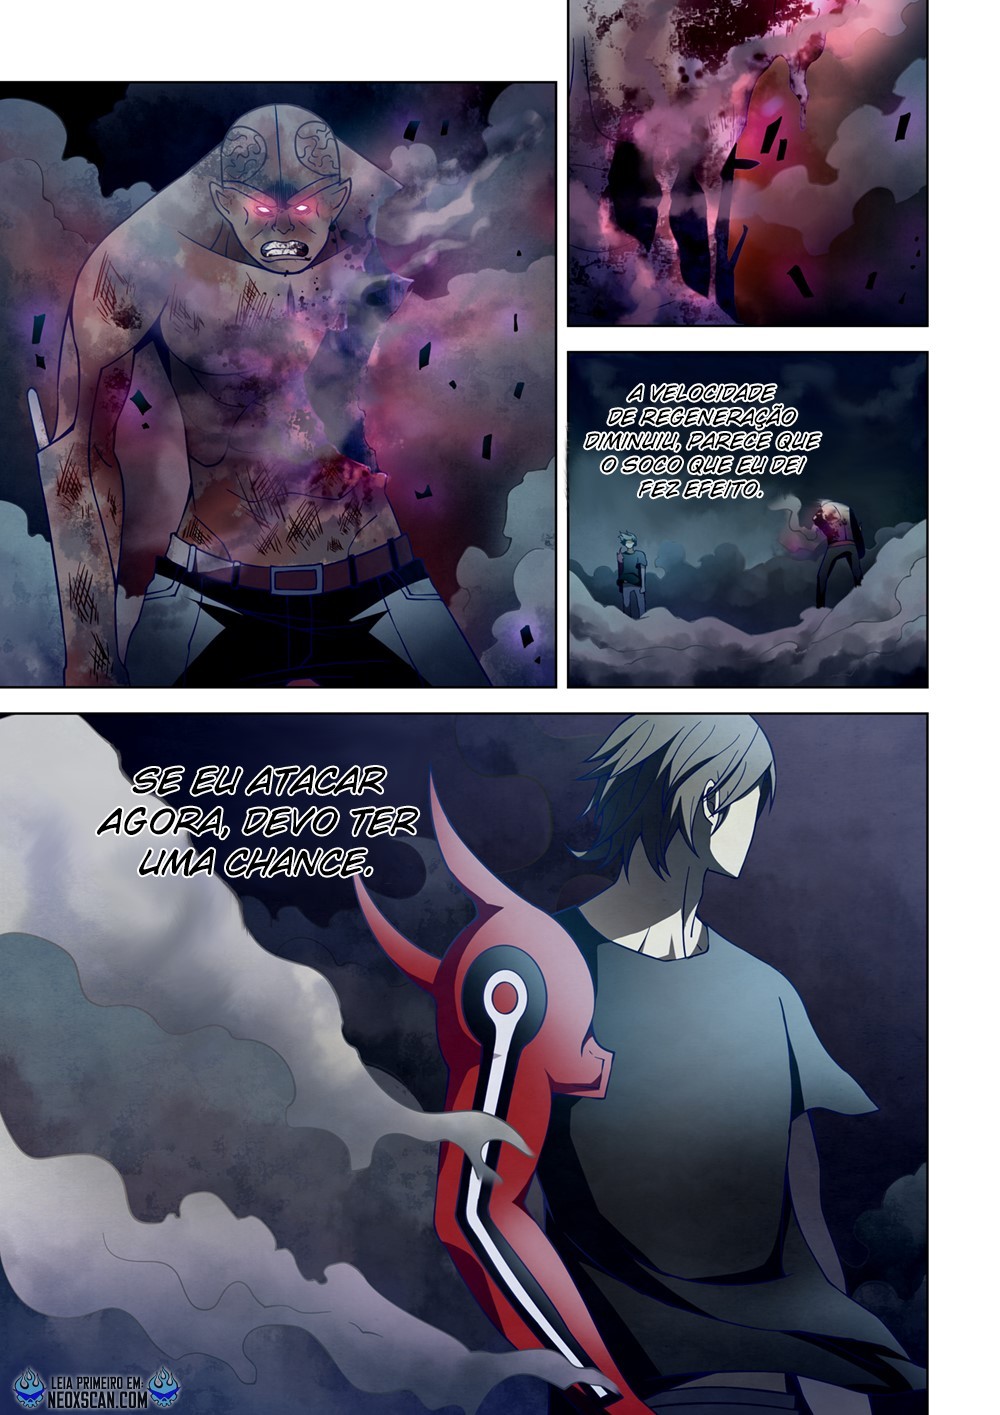 A VELOCIDADE
DE REGENERAÇÃO
DIMINUIU, PARECE QUE
O SOCO QUE EU DEI
FEZ EFEITO.
SE EU ATACAR
AGORA, DEVO TER
UMA CHANCE.
LEIA PRIMEIRO EM:
NEOXSCAN.COM